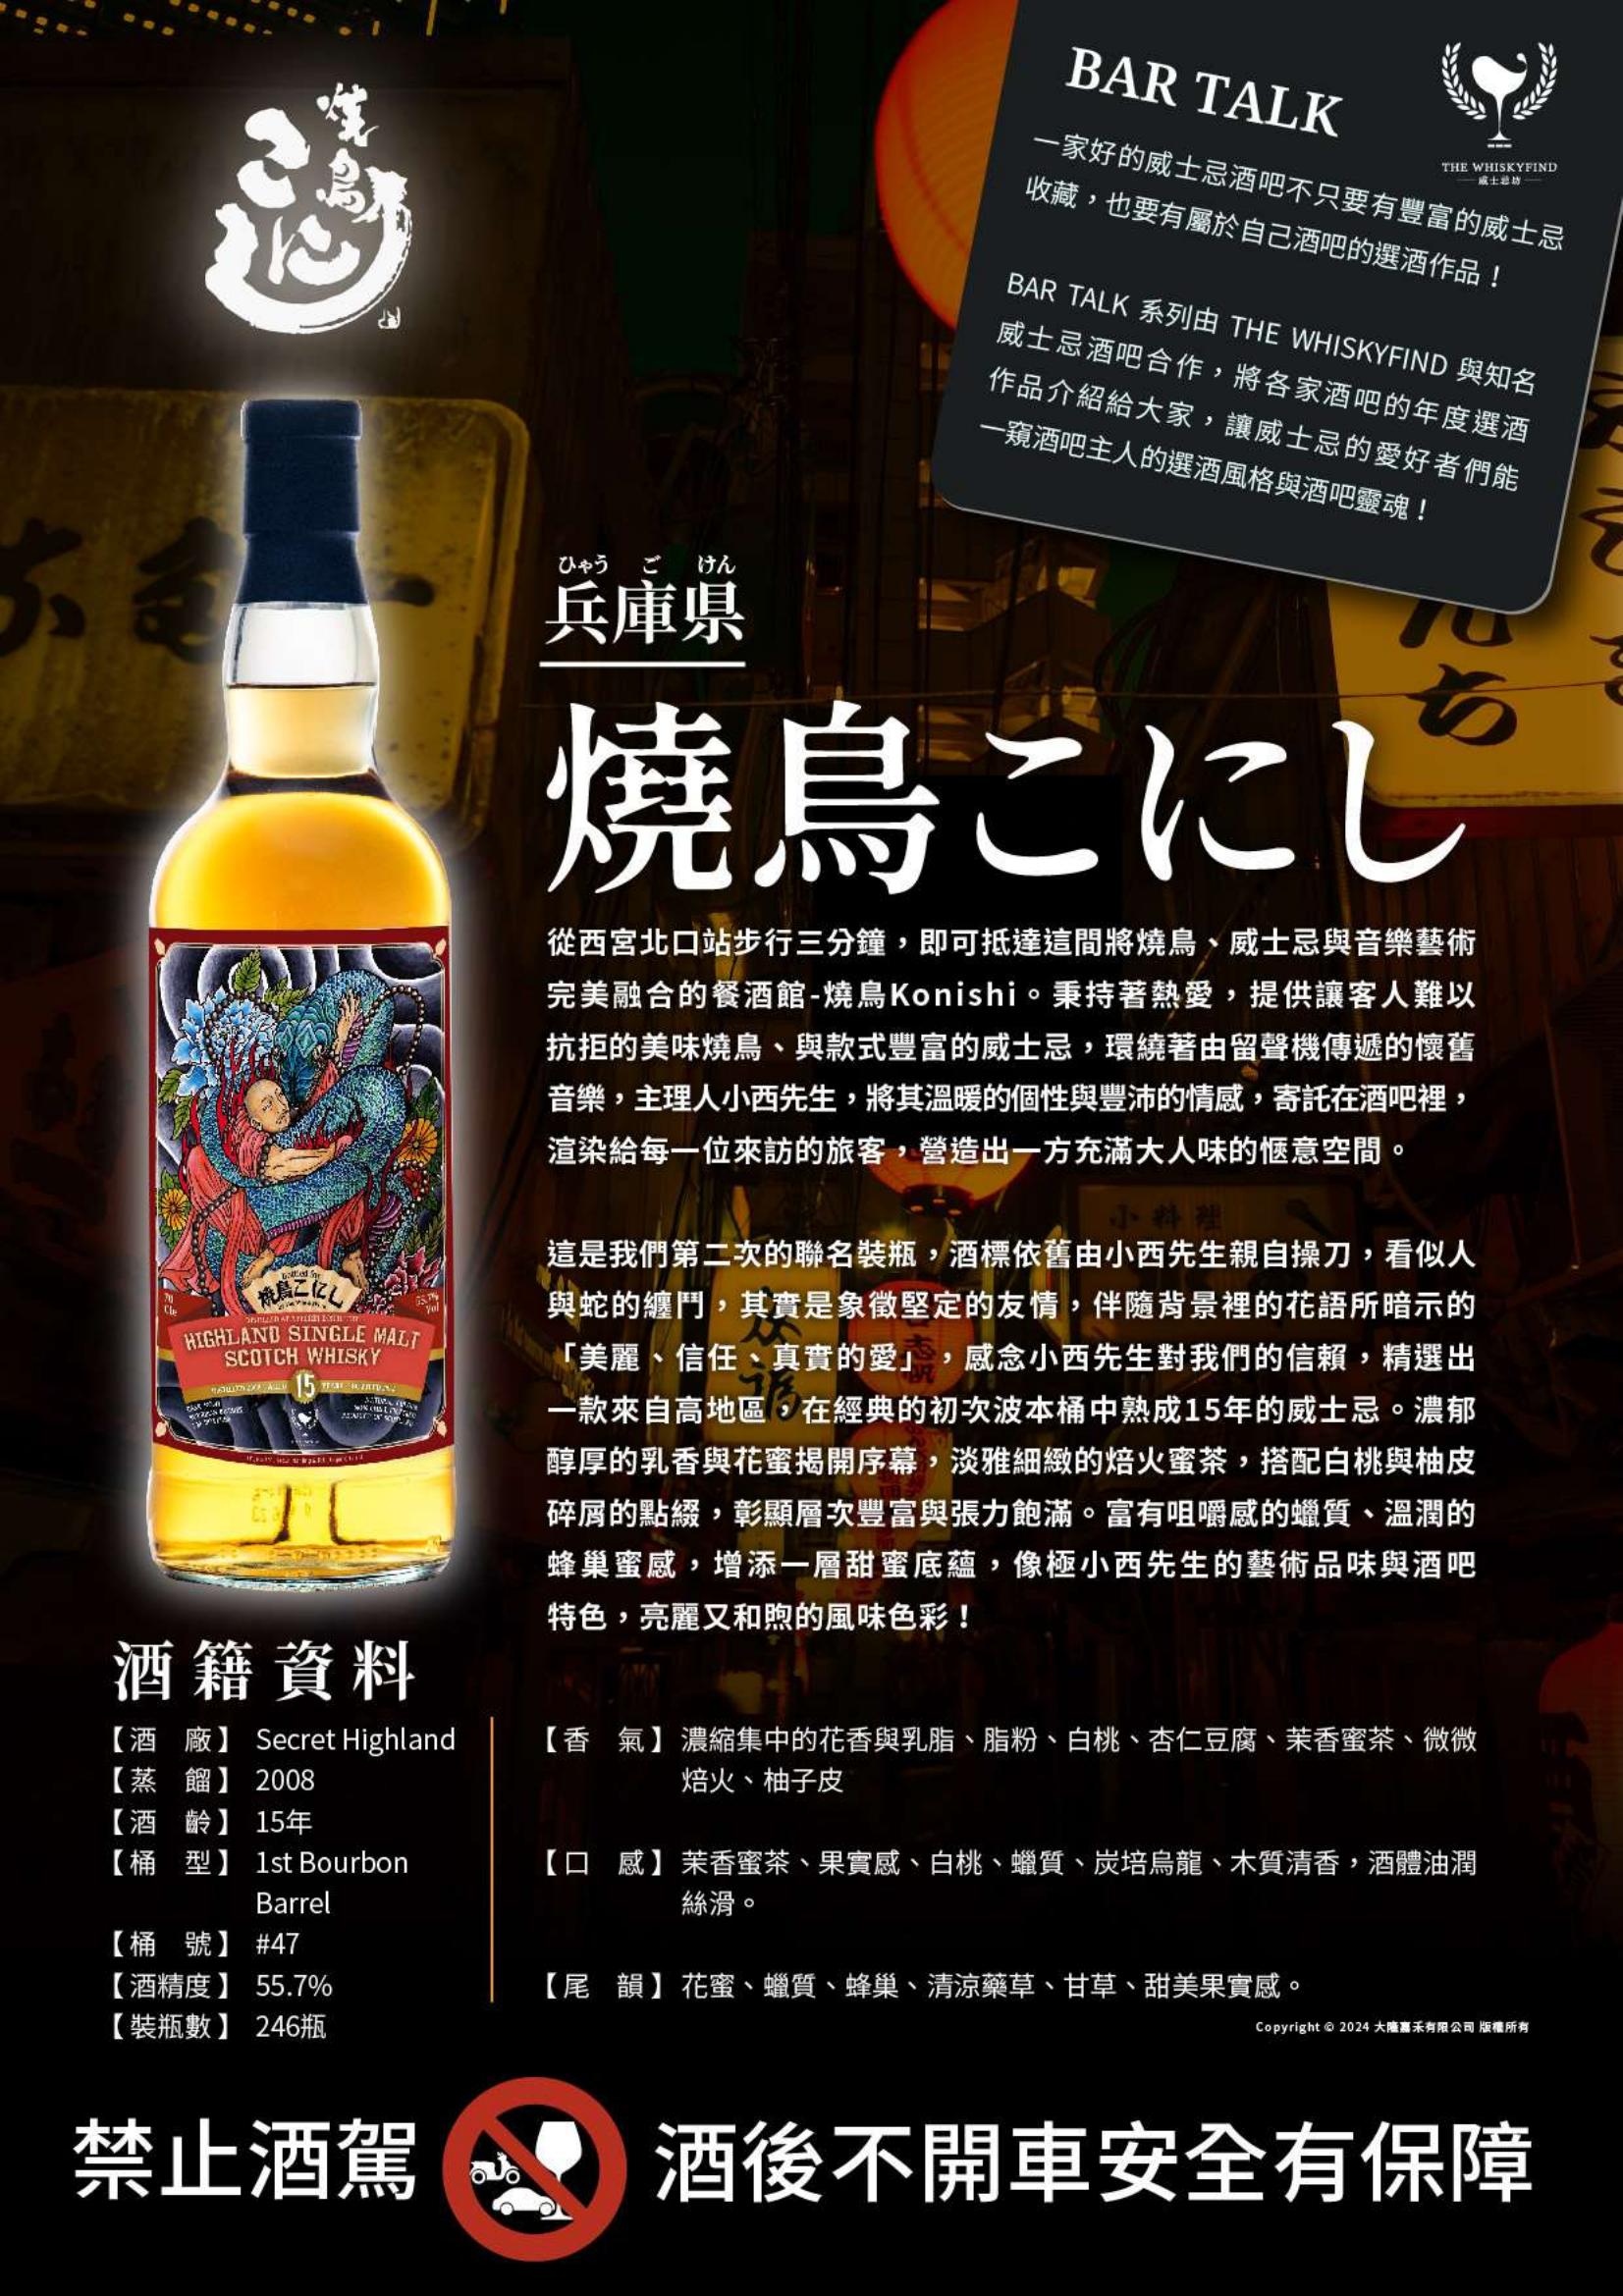 BAR TALK
THE WHISKYFIND
威士忌坊
一家好的威士忌酒吧不只要有豐富的威士忌
收藏，也要有屬於自己酒吧的選酒作品！
BAR TALK 系列由 THE WHISKYFIND 與知名
威士忌酒吧合作，將各家酒吧的年度選酒
作品介紹給大家，讓威士忌的愛好者們能
一窺酒吧主人的選酒風格與酒吧靈魂！
燒鳥
こにし
ひゃう ご けん
兵庫県
燒鳥こにし
從西宮北口站步行三分鐘，即可抵達這間將燒鳥、威士忌與音樂藝術
完美融合的餐酒館-燒鳥Konishi。秉持著熱愛，提供讓客人難以
抗拒的美味燒鳥、與款式豐富的威士忌，環繞著由留聲機傳遞的懷舊
音樂，主理人小西先生，將其溫暖的個性與豐沛的情感，寄託在酒吧裡，
渲染給每一位來訪的旅客，營造出一方充滿大人味的愜意空間。
這是我們第二次的聯名裝瓶，酒標依舊由小西先生親自操刀，看似人
與蛇的纏鬥，其實是象徵堅定的友情，伴隨背景裡的花語所暗示的
「美麗、信任、真實的愛」，感念小西先生對我們的信賴，精選出
一款來自高地區，在經典的初次波本桶中熟成15年的威士忌。濃郁
醇厚的乳香與花蜜揭開序幕，淡雅細緻的焙火蜜茶，搭配白桃與柚皮
碎屑的點綴，彰顯層次豐富與張力飽滿。富有咀嚼感的蠟質、溫潤的
蜂巢蜜感，增添一層甜蜜底蘊，像極小西先生的藝術品味與酒吧
特色，亮麗又和煦的風味色彩！
Bottled for
燒鳥こにし
70
Cle
55.7%
Vol
HIGHLAND SINGLE MALT
SCOTCH WHISKY
15
酒籍資料
【酒 廠】 Secret Highland
【蒸 餾】 2008
【酒 齡】 15年
【桶 型】 1st Bourbon
Barrel
【桶 號】 #47
【酒精度】 55.7%
【裝瓶數】 246瓶
【香 氣】濃縮集中的花香與乳脂、脂粉、白桃、杏仁豆腐、茉香蜜茶、微微
焙火、柚子皮
【口 感】茉香蜜茶、果實感、白桃、蠟質、炭培烏龍、木質清香，酒體油潤
絲滑。
【尾 韻】花蜜、蠟質、蜂巢、清涼藥草、甘草、甜美果實感。
Copyright © 2024 大隆嘉禾有限公司 版權所有
禁止酒駕 酒後不開車安全有保障